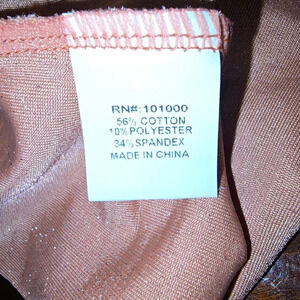 RN#: 101000
56% COTTON
10% POLYESTER
34% SPANDEX
MADE IN CHINA